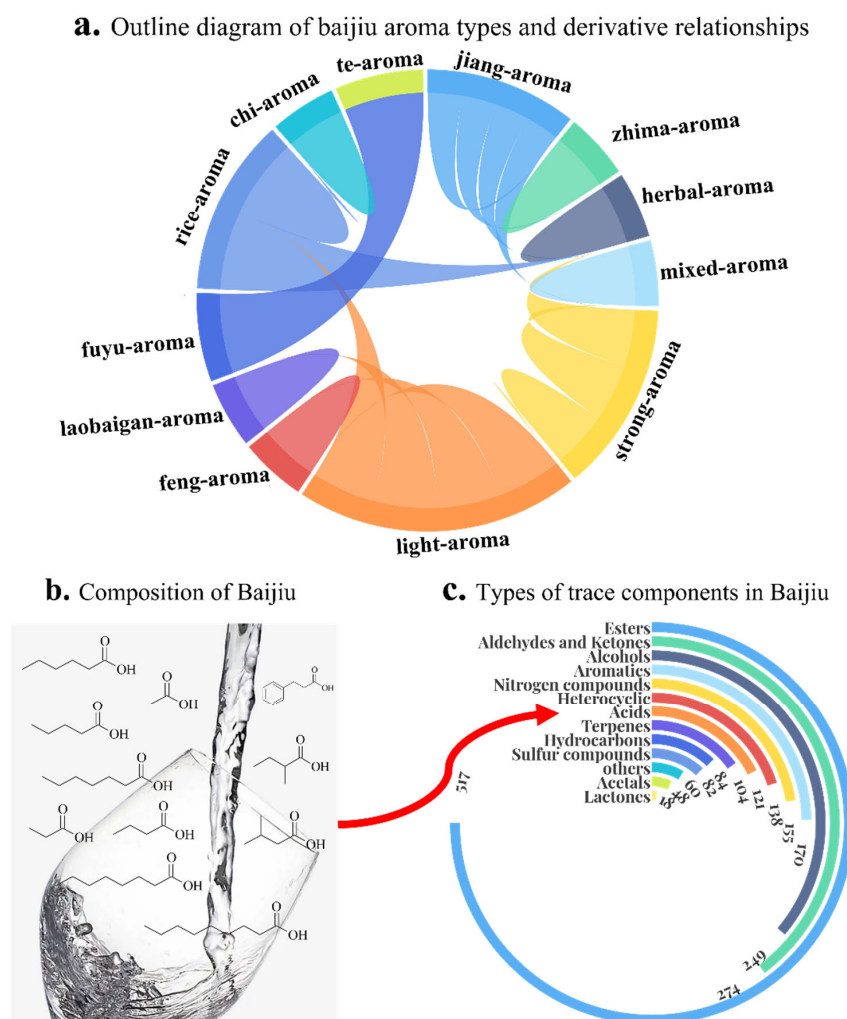 a. Outline diagram of baijiu aroma types and derivative relationships
te-aroma
jiang-aroma
chi-aroma
zhima-aroma
rice-aroma
herbal-aroma
mixed-aroma
fuyu-aroma
strong-aroma
laobaigan-aroma
feng-aroma
light-aroma
b. Composition of Baijiu
O
OH
O
OH
O
OH
O
OH
O
OH
O
OH
O
OH
O
OH
O
OH
O
OH
O
OH
c. Types of trace components in Baijiu
Esters
Aldehydes and Ketones
Alcohols
Aromatics
Nitrogen compounds
Heterocyclic
Acids
Terpenes
Hydrocarbons
Sulfur compounds
others
Acetals
Lactones
517
18
48
60
82
84
104
121
138
155
170
249
274